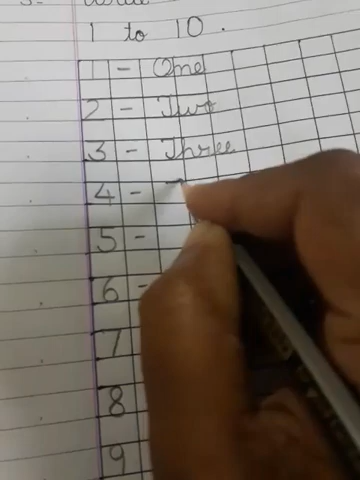 1 to 10.
1 - One
2 - Two
3 - Three
4 -
5 -
6 -
7
8
9